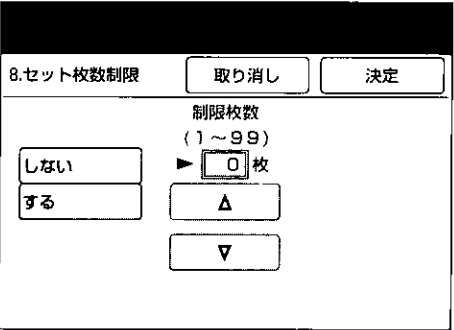 8.セット枚数制限 取り消し 決定
制限枚数
(1~99)
しない ► 0 枚
する